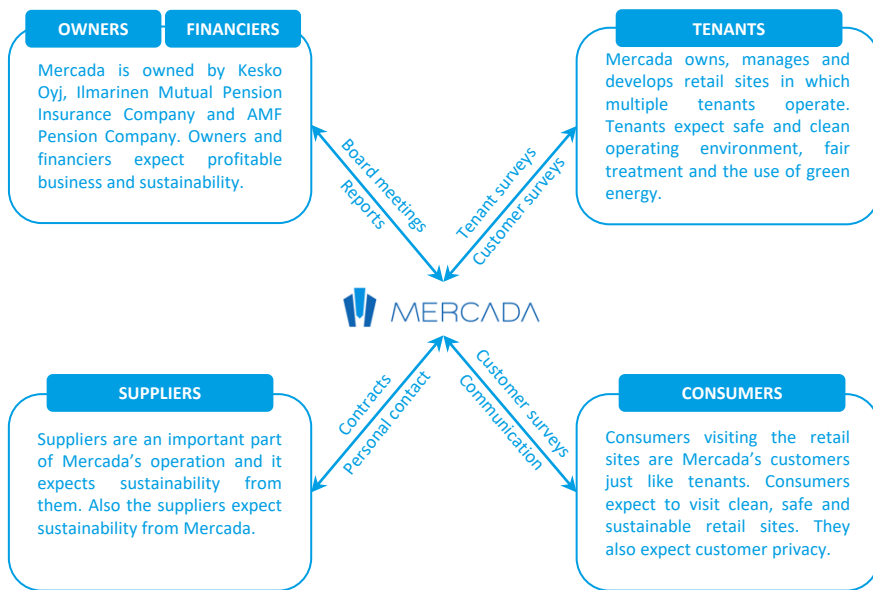 OWNERS
FINANCIERS
Mercada is owned by Kesko
Oyj, Ilmarinen Mutual Pension
Insurance Company and AMF
Pension Company. Owners and
financiers expect profitable
business and sustainability.
TENANTS
Mercada owns, manages and
develops retail sites in which
multiple tenants operate.
Tenants expect safe and clean
operating environment, fair
treatment and the use of green
energy.
Board meetings
Reports
Tenant surveys
Customer surveys
MERCADA
Contracts
Personal contact
Customer surveys
Communication
SUPPLIERS
Suppliers are an important part
of Mercada's operation and it
expects sustainability from
them. Also the suppliers expect
sustainability from Mercada.
CONSUMERS
Consumers visiting the retail
sites are Mercada's customers
just like tenants. Consumers
expect to visit clean, safe and
sustainable retail sites. They
also expect customer privacy.